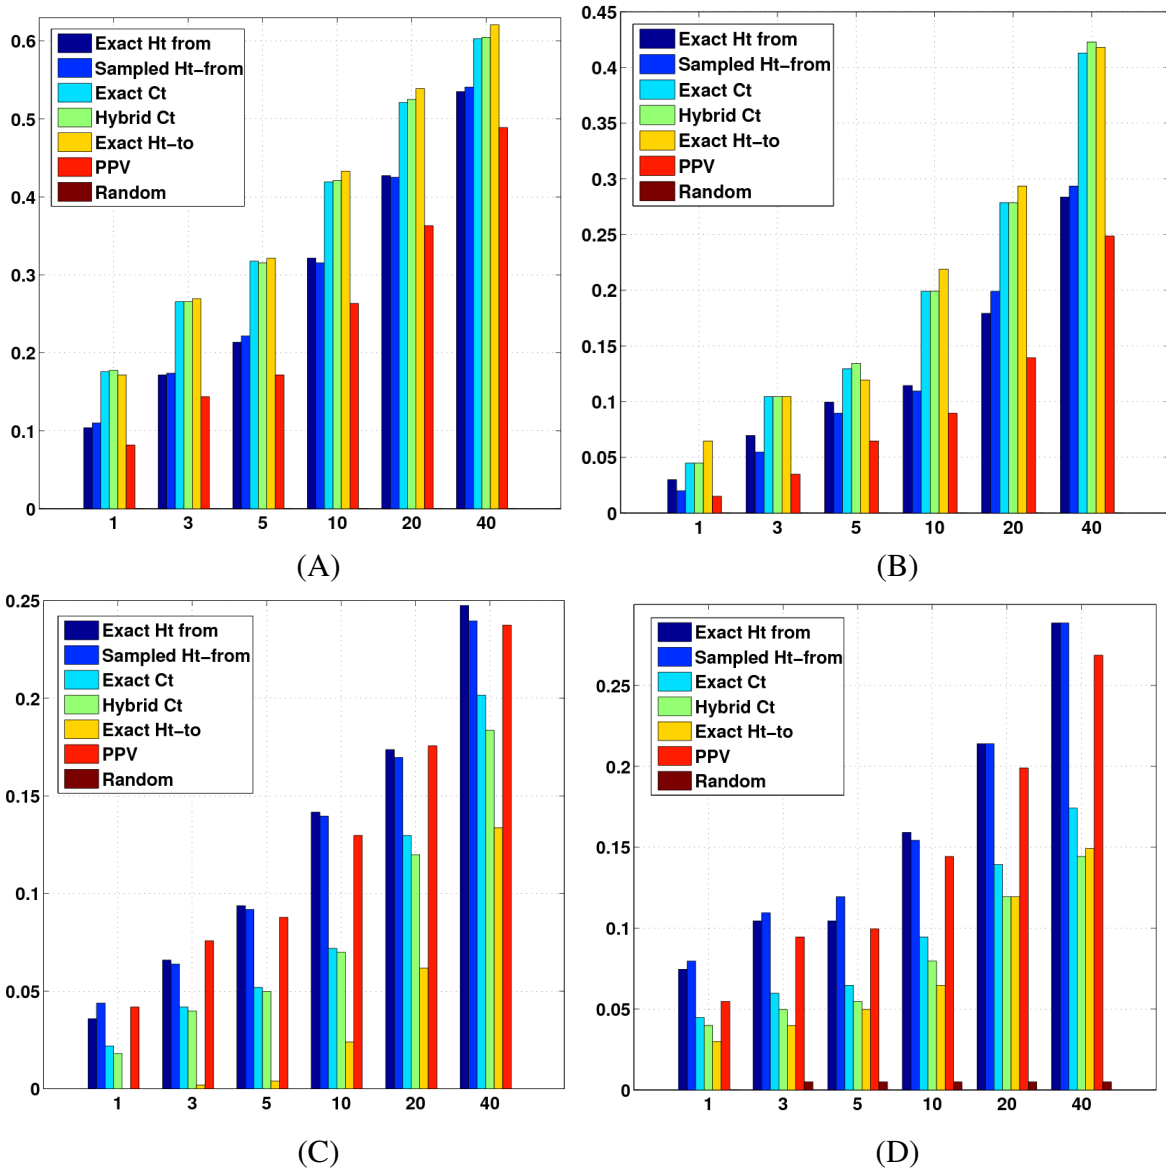 0.6
0.5
0.4
0.3
0.2
0.1
0
Exact Ht from
Sampled Ht−from
Exact Ct
Hybrid Ct
Exact Ht−to
PPV
Random
1 3 5 10 20 40
(A)
0.45
0.4
0.35
0.3
0.25
0.2
0.15
0.1
0.05
0
Exact Ht from
Sampled Ht−from
Exact Ct
Hybrid Ct
Exact Ht−to
PPV
Random
1 3 5 10 20 40
(B)
0.25
0.2
0.15
0.1
0.05
0
Exact Ht from
Sampled Ht−from
Exact Ct
Hybrid Ct
Exact Ht−to
PPV
Random
1 3 5 10 20 40
(C)
0.25
0.2
0.15
0.1
0.05
0
Exact Ht from
Sampled Ht−from
Exact Ct
Hybrid Ct
Exact Ht−to
PPV
Random
1 3 5 10 20 40
(D)